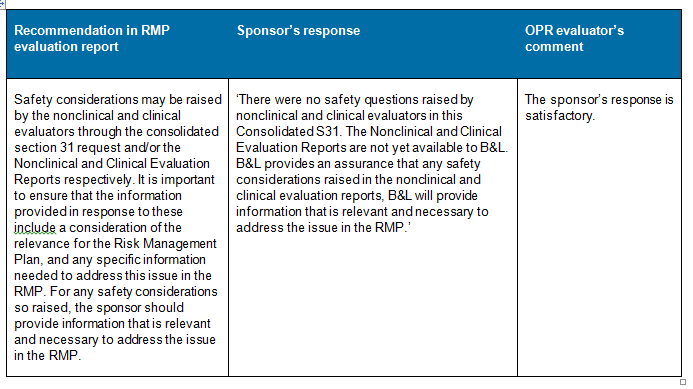 Recommendation in RMP
evaluation report
Sponsor's response
OPR evaluator's
comment
Safety considerations may be raised
by the nonclinical and clinical
evaluators through the consolidated
section 31 request and/or the
Nonclinical and Clinical Evaluation
Reports respectively. It is important
to ensure that the information
provided in response to these
include a consideration of the
relevance for the Risk Management
Plan, and any specific information
needed to address this issue in the
RMP. For any safety considerations
so raised, the sponsor should
provide information that is relevant
and necessary to address the issue
in the RMP.
‘There were no safety questions raised by
nonclinical and clinical evaluators in this
Consolidated S31. The Nonclinical and Clinical
Evaluation Reports are not yet available to B&L.
B&L provides an assurance that any safety
considerations raised in the nonclinical and
clinical evaluation reports, B&L will provide
information that is relevant and necessary to
address the issue in the RMP.’
The sponsor's response is
satisfactory.